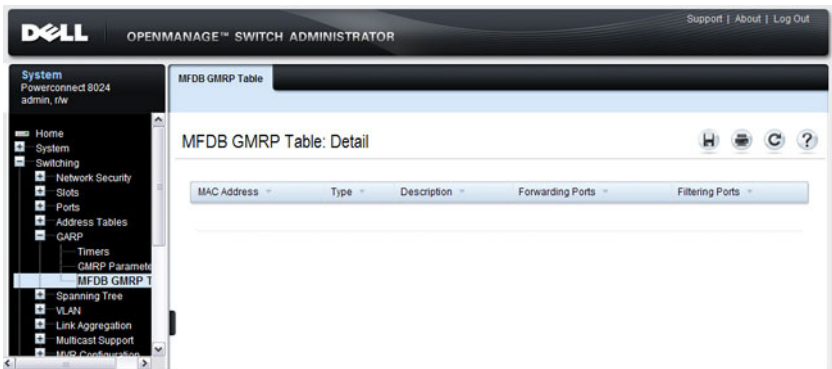 Support | About | Log Out
DELL
OPENMANAGE™ SWITCH ADMINISTRATOR
System
Powerconnect 8024
admin, r/w
MFDB GMRP Table
Home
System
Switching
Network Security
Slots
Ports
Address Tables
GARP
Timers
GMRP Paramete
MFDB GMRP T
Spanning Tree
VLAN
Link Aggregation
Multicast Support
MVR Configuration
MFDB GMRP Table: Detail
MAC Address Type Description Forwarding Ports Filtering Ports